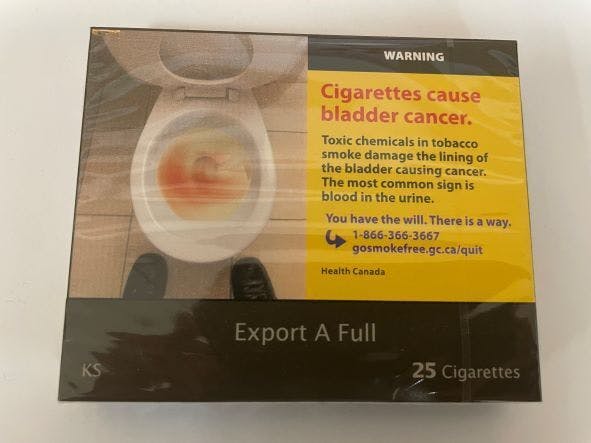 WARNING
Cigarettes cause
bladder cancer.
Toxic chemicals in tobacco
smoke damage the lining of
the bladder causing cancer.
The most common sign is
blood in the urine.
You have the will. There is a way.
1-866-366-3667
gosmokefree.gc.ca/quit
Health Canada
Export A Full
KS
25 Cigarettes